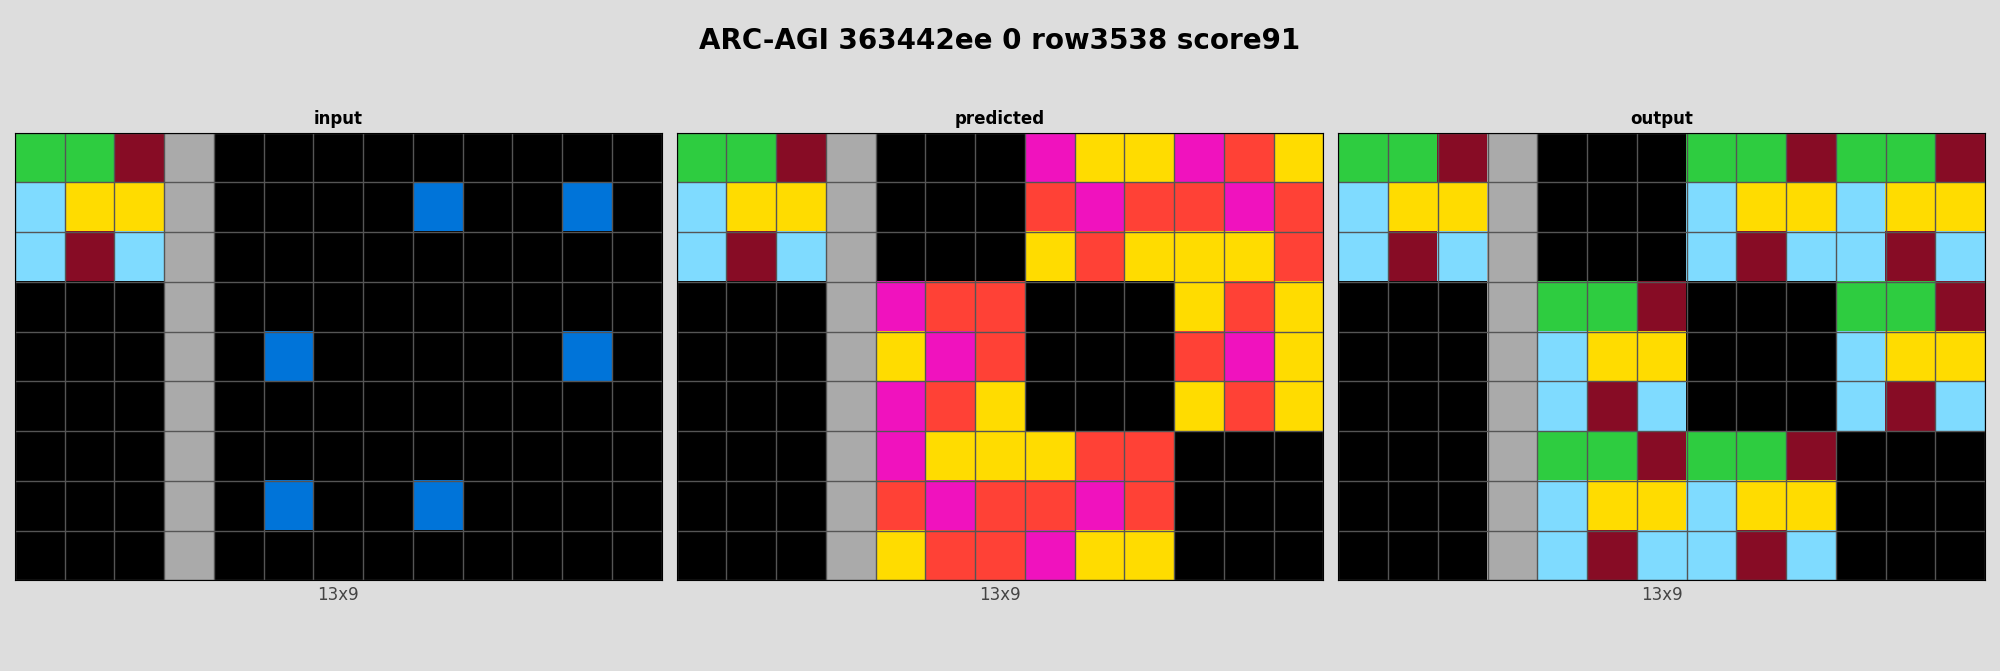 ARC-AGI 363442ee 0 row3538 score91
input
predicted
output
13x9
13x9
13x9